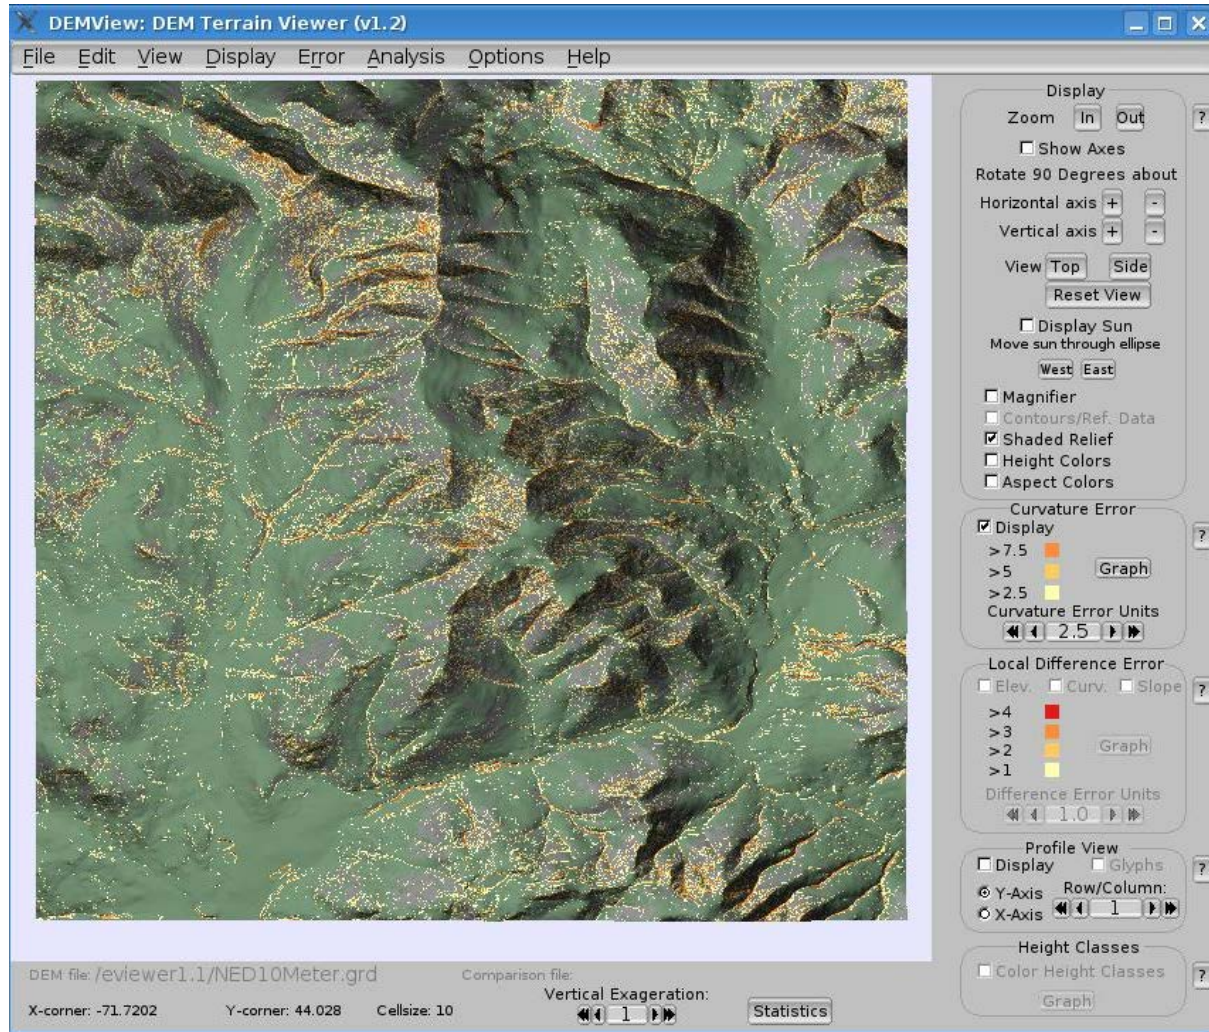 DEMView: DEM Terrain Viewer (v1.2)
File Edit View Display Error Analysis Options Help
Display
Zoom In Out ?
Show Axes
Rotate 90 Degrees about
Horizontal axis + -
Vertical axis + -
View Top Side
Reset View
Display Sun
Move sun through ellipse
West East
Magnifier
Contours/Ref. Data
Shaded Relief
Height Colors
Aspect Colors
Curvature Error
Display ?
>7.5
>5 Graph
>2.5
Curvature Error Units
2.5
Local Difference Error
Elev. Curv. Slope ?
>4
>3
>2 Graph
>1
Difference Error Units
1.0
Profile View
Display Glyphs ?
Y-Axis Row/Column:
X-Axis 1
Height Classes
Color Height Classes ?
Graph
DEM file: /eviewer1.1/NED10Meter.grd Comparison file:
Vertical Exageration:
X-corner: -71.7202 Y-corner: 44.028 Cellsize: 10 1 Statistics